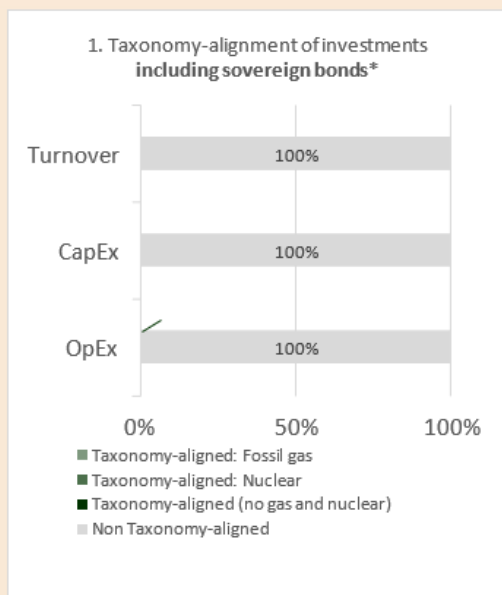 1. Taxonomy-alignment of investments
including sovereign bonds*
Turnover
100%
CapEx
100%
OpEx
100%
0%
50%
100%
Taxonomy-aligned: Fossil gas
Taxonomy-aligned: Nuclear
Taxonomy-aligned (no gas and nuclear)
Non Taxonomy-aligned